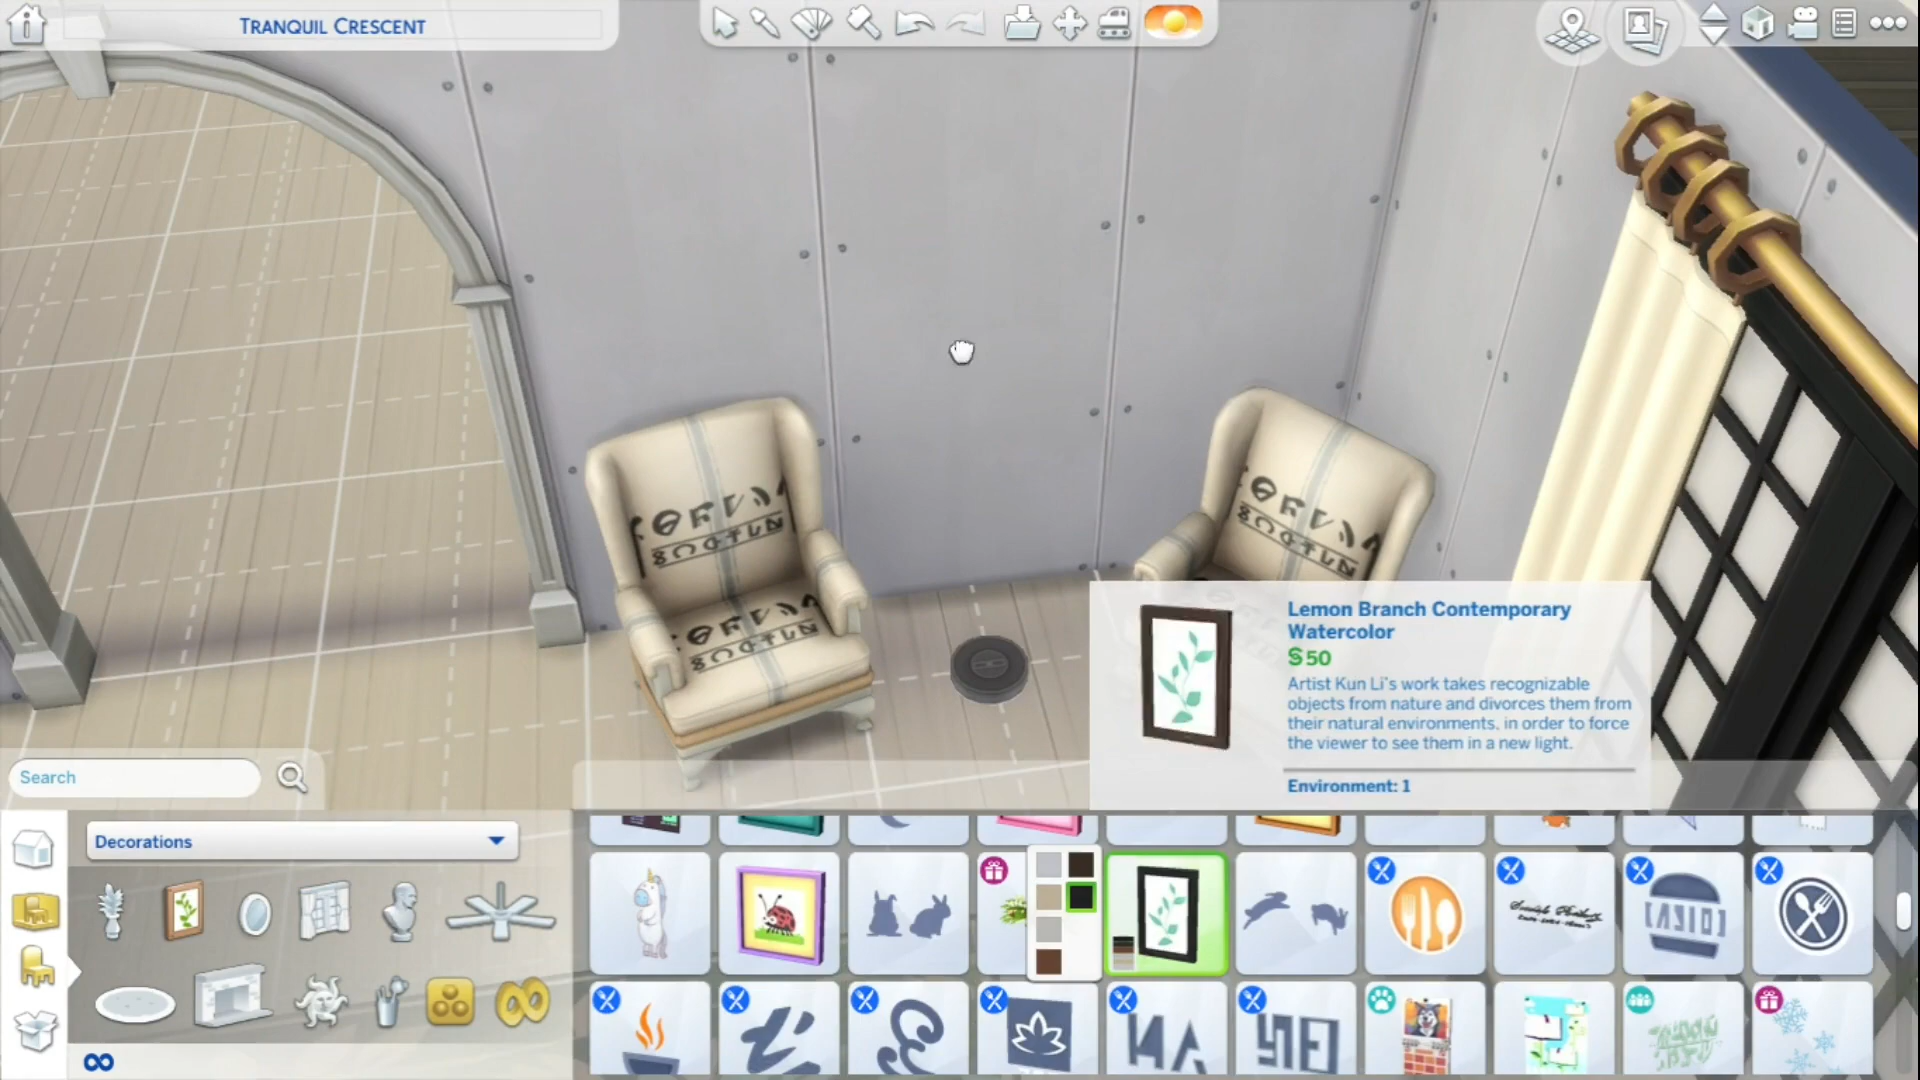 TRANQUIL CRESCENT
Lemon Branch Contemporary
Watercolor
§50
Artist Kun Li's work takes recognizable
objects from nature and divorces them from
their natural environments, in order to force
the viewer to see them in a new light.
Environment: 1
Search
Decorations